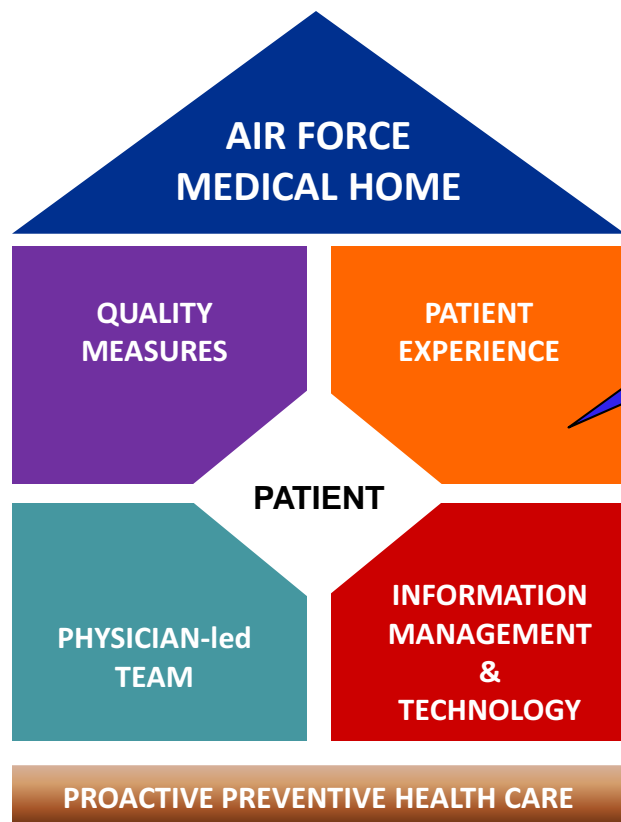 AIR FORCE
MEDICAL HOME
QUALITY
MEASURES
PATIENT
EXPERIENCE
PATIENT
PHYSICIAN-led
TEAM
INFORMATION
MANAGEMENT
&
TECHNOLOGY
PROACTIVE PREVENTIVE HEALTH CARE